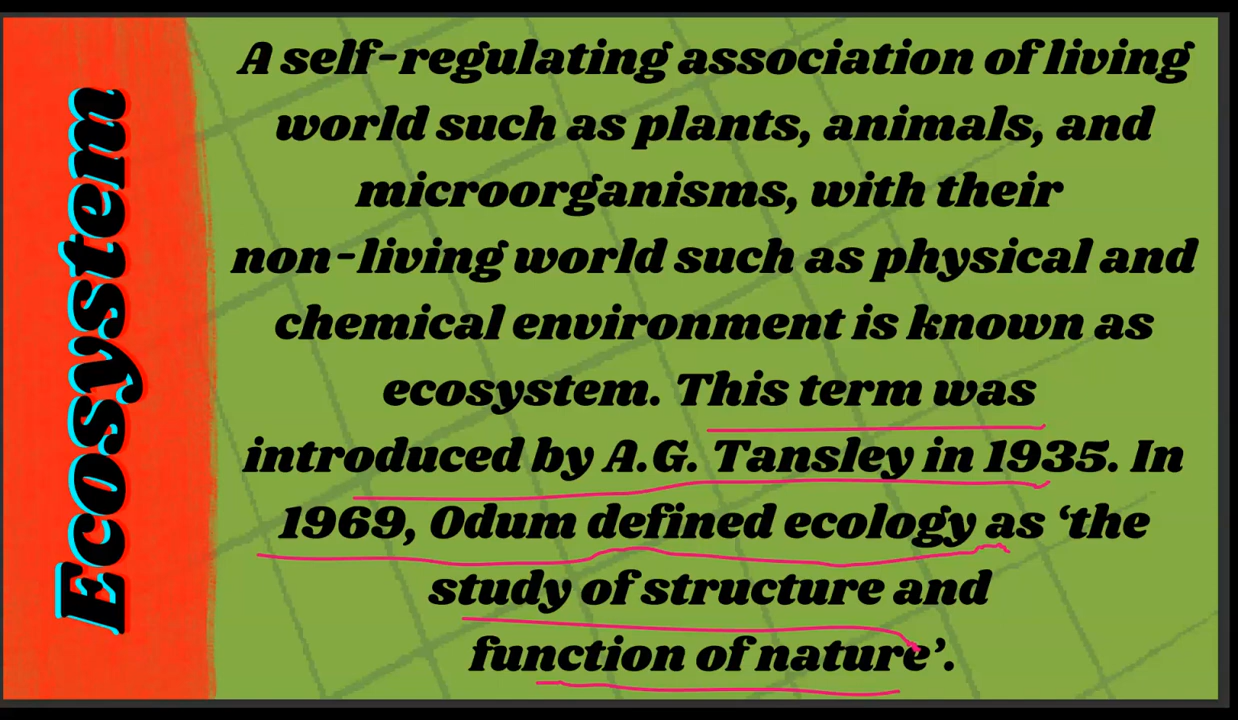 Ecosystem
A self-regulating association of living
world such as plants, animals, and
microorganisms, with their
non-living world such as physical and
chemical environment is known as
ecosystem. This term was
introduced by A.G. Tansley in 1935. In
1969, Odum defined ecology as ‘the
study of structure and
function of nature’.